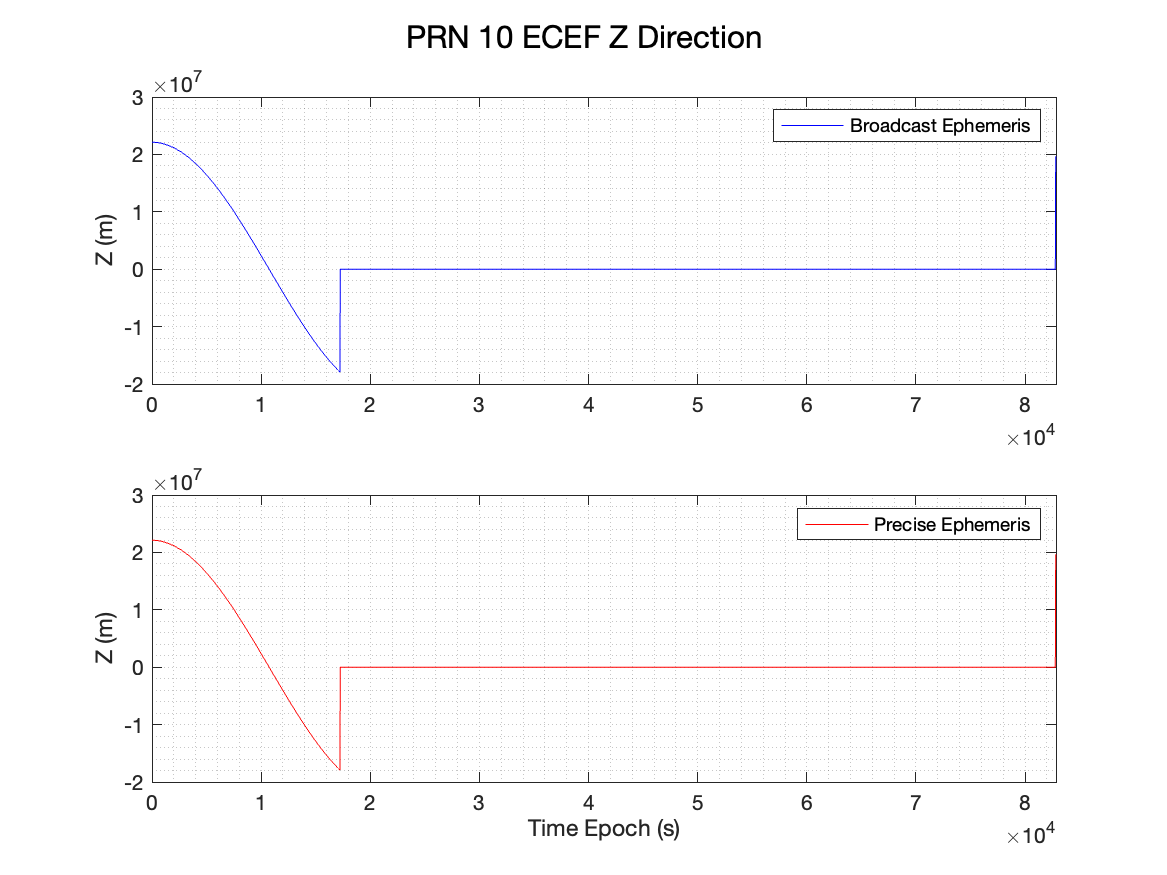 PRN 10 ECEF Z Direction
×10^7
3
2
1
0
-1
-2
Z (m)
Broadcast Ephemeris
0 1 2 3 4 5 6 7 8
×10^4
×10^7
3
2
1
0
-1
-2
Z (m)
Precise Ephemeris
0 1 2 3 4 5 6 7 8
Time Epoch (s)
×10^4